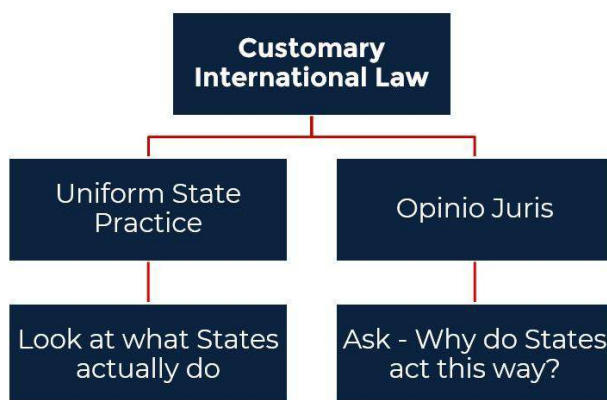 Customary
International Law
Uniform State
Practice
Opinio Juris
Look at what States
actually do
Ask - Why do States
act this way?